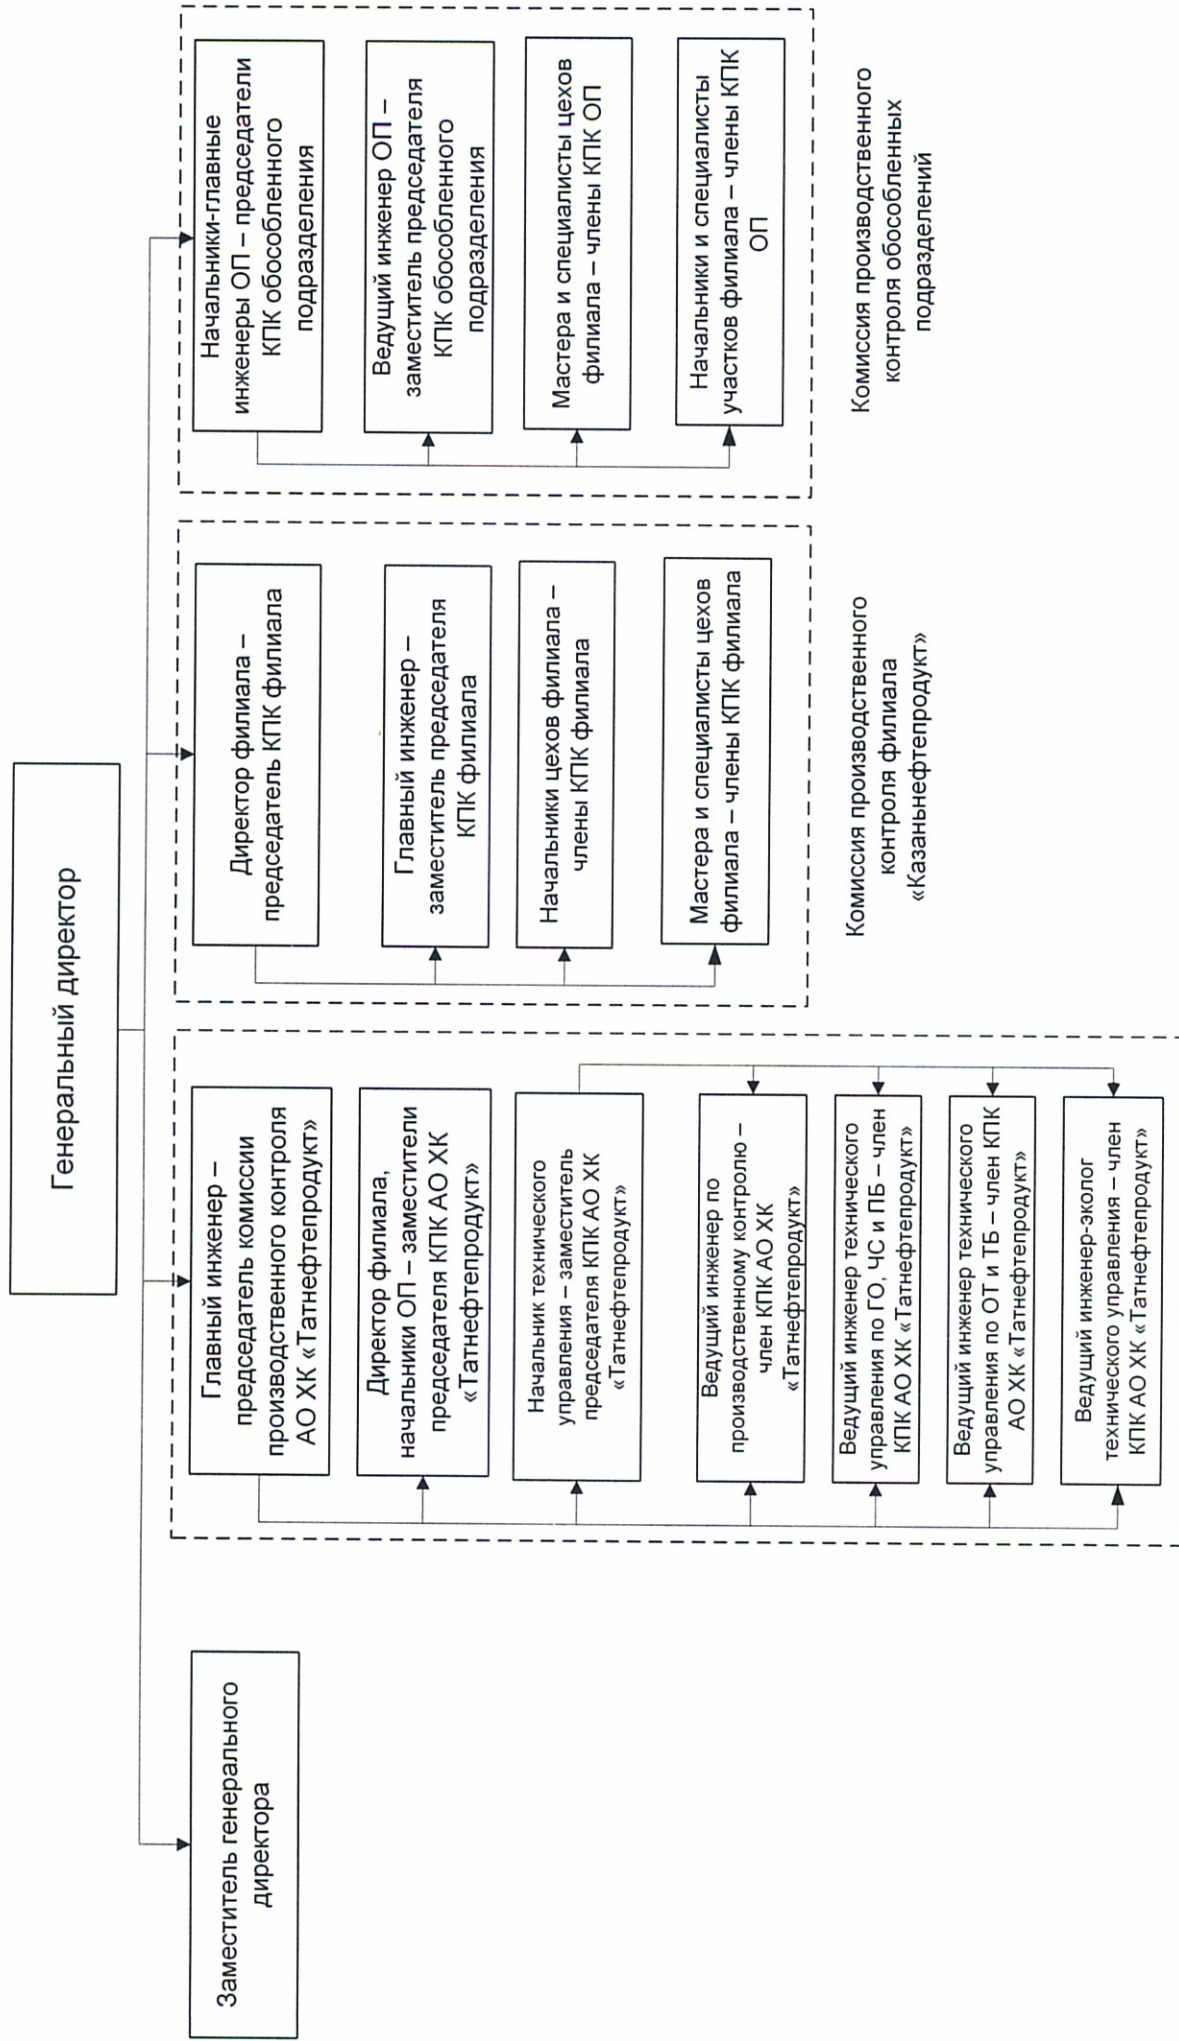 Генеральный директор
Заместитель генерального
директора
Главный инженер –
председатель комиссии
производственного контроля
АО ХК «Татнефтепродукт»
Директор филиала,
начальники ОП – заместители
председателя КПК АО ХК
«Татнефтепродукт»
Начальник технического
управления – заместитель
председателя КПК АО ХК
«Татнефтепродукт»
Ведущий инженер по
производственному контролю –
член КПК АО ХК
«Татнефтепродукт»
Ведущий инженер технического
управления по ГО, ЧС и ПБ – член
КПК АО ХК «Татнефтепродукт»
Ведущий инженер технического
управления по ОТ и ТБ – член КПК
АО ХК «Татнефтепродукт»
Ведущий инженер-эколог
технического управления – член
КПК АО ХК «Татнефтепродукт»
Директор филиала –
председатель КПК филиала
Главный инженер –
заместитель председателя
КПК филиала
Начальники цехов филиала –
члены КПК филиала
Мастера и специалисты цехов
филиала – члены КПК филиала
Комиссия производственного
контроля филиала
«Казаньнефтепродукт»
Начальники-главные
инженеры ОП – председатели
КПК обособленного
подразделения
Ведущий инженер ОП –
заместитель председателя
КПК обособленного
подразделения
Мастера и специалисты цехов
филиала – члены КПК ОП
Начальники и специалисты
участков филиала – члены КПК
ОП
Комиссия производственного
контроля обособленных
подразделений